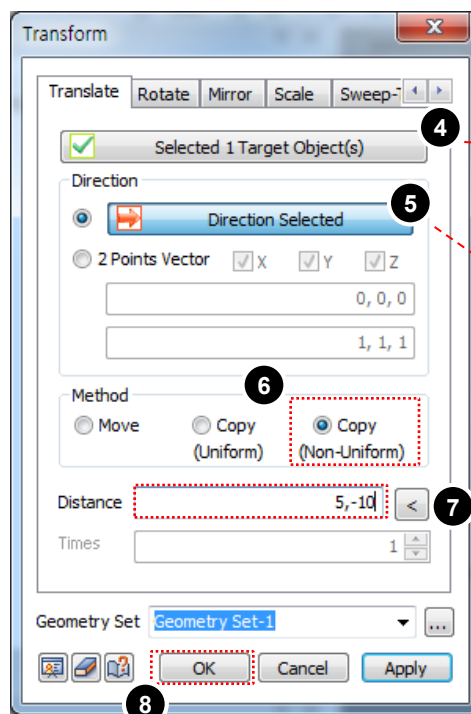 Transform
Translate Rotate Mirror Scale Sweep-
4
Selected 1 Target Object(s)
Direction
5
Direction Selected
2 Points Vector X Y Z
0, 0, 0
1, 1, 1
Method
6
Move Copy (Uniform) Copy (Non-Uniform)
Distance 5,-10 <
7
Times 1
Geometry Set Geometry Set-1 ...
OK Cancel Apply
8